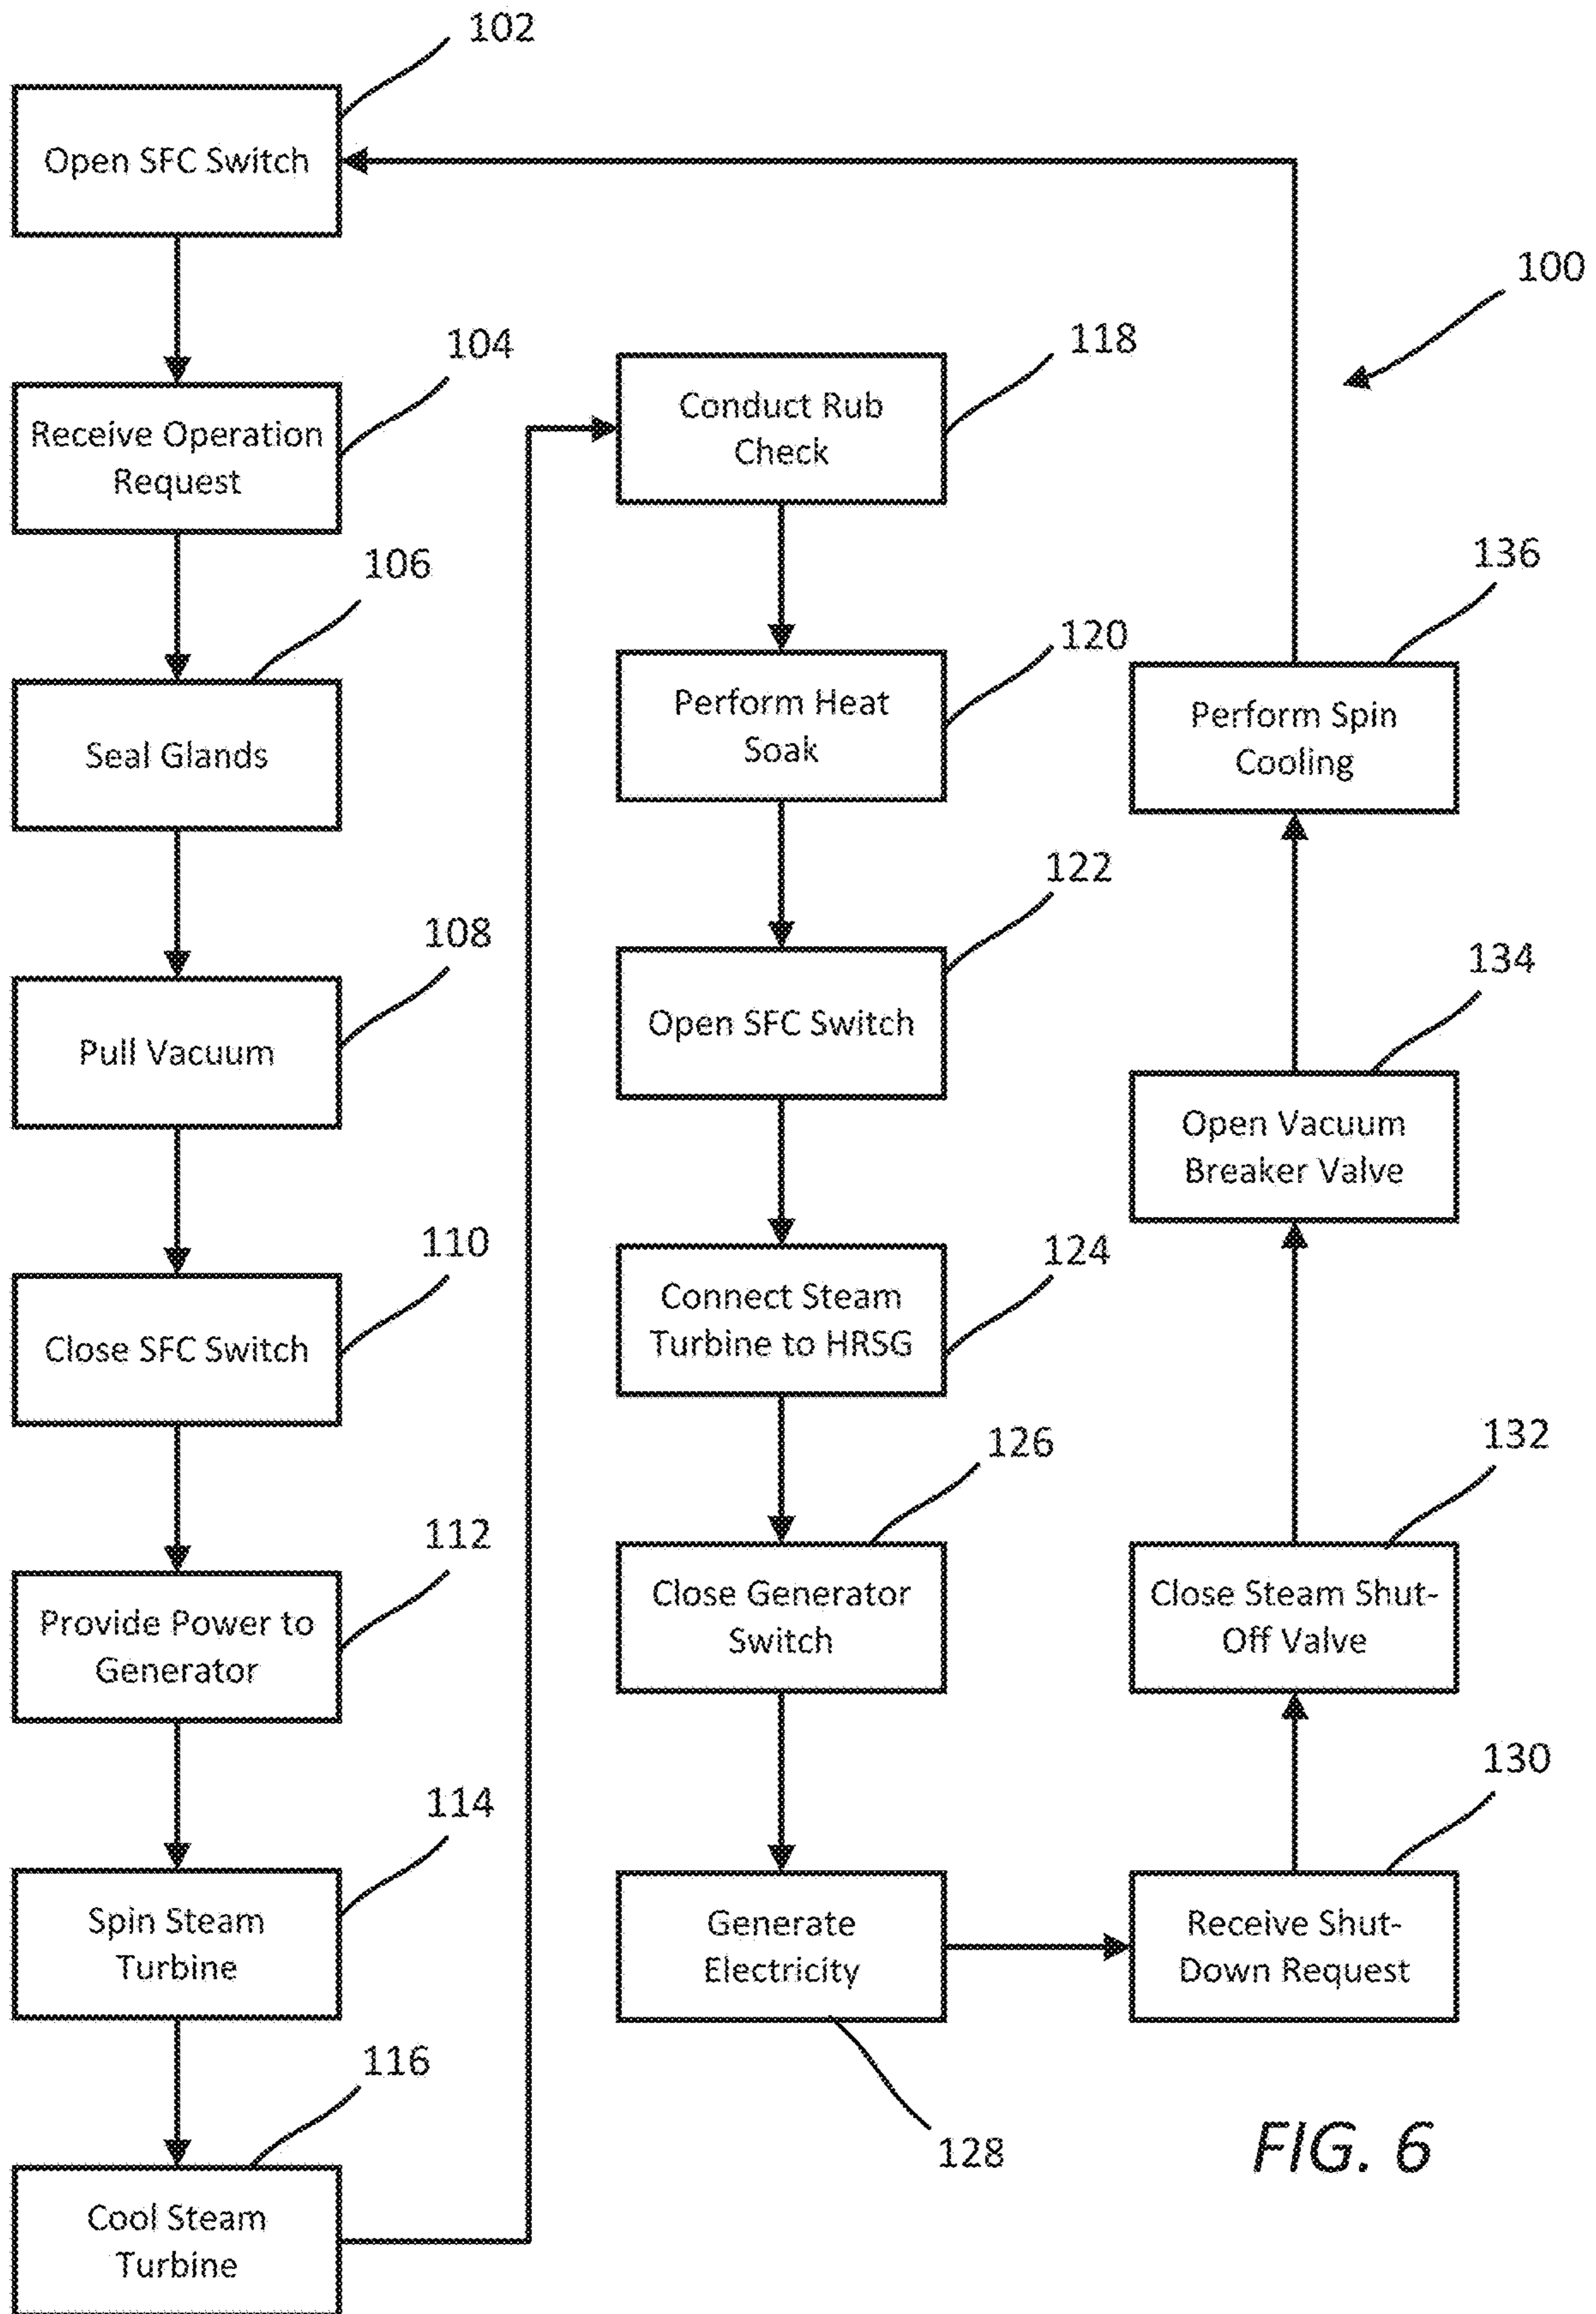 102
Open SFC Switch
100
104
Receive Operation
Request
118
Conduct Rub
Check
106
Seal Glands
120
Perform Heat
Soak
136
Perform Spin
Cooling
108
Pull Vacuum
122
Open SFC Switch
134
Open Vacuum
Breaker Valve
110
Close SFC Switch
124
Connect Steam
Turbine to HRSG
112
Provide Power to
Generator
126
Close Generator
Switch
132
Close Steam Shut-
Off Valve
114
Spin Steam
Turbine
128
Generate
Electricity
130
Receive Shut-
Down Request
116
Cool Steam
Turbine
FIG. 6